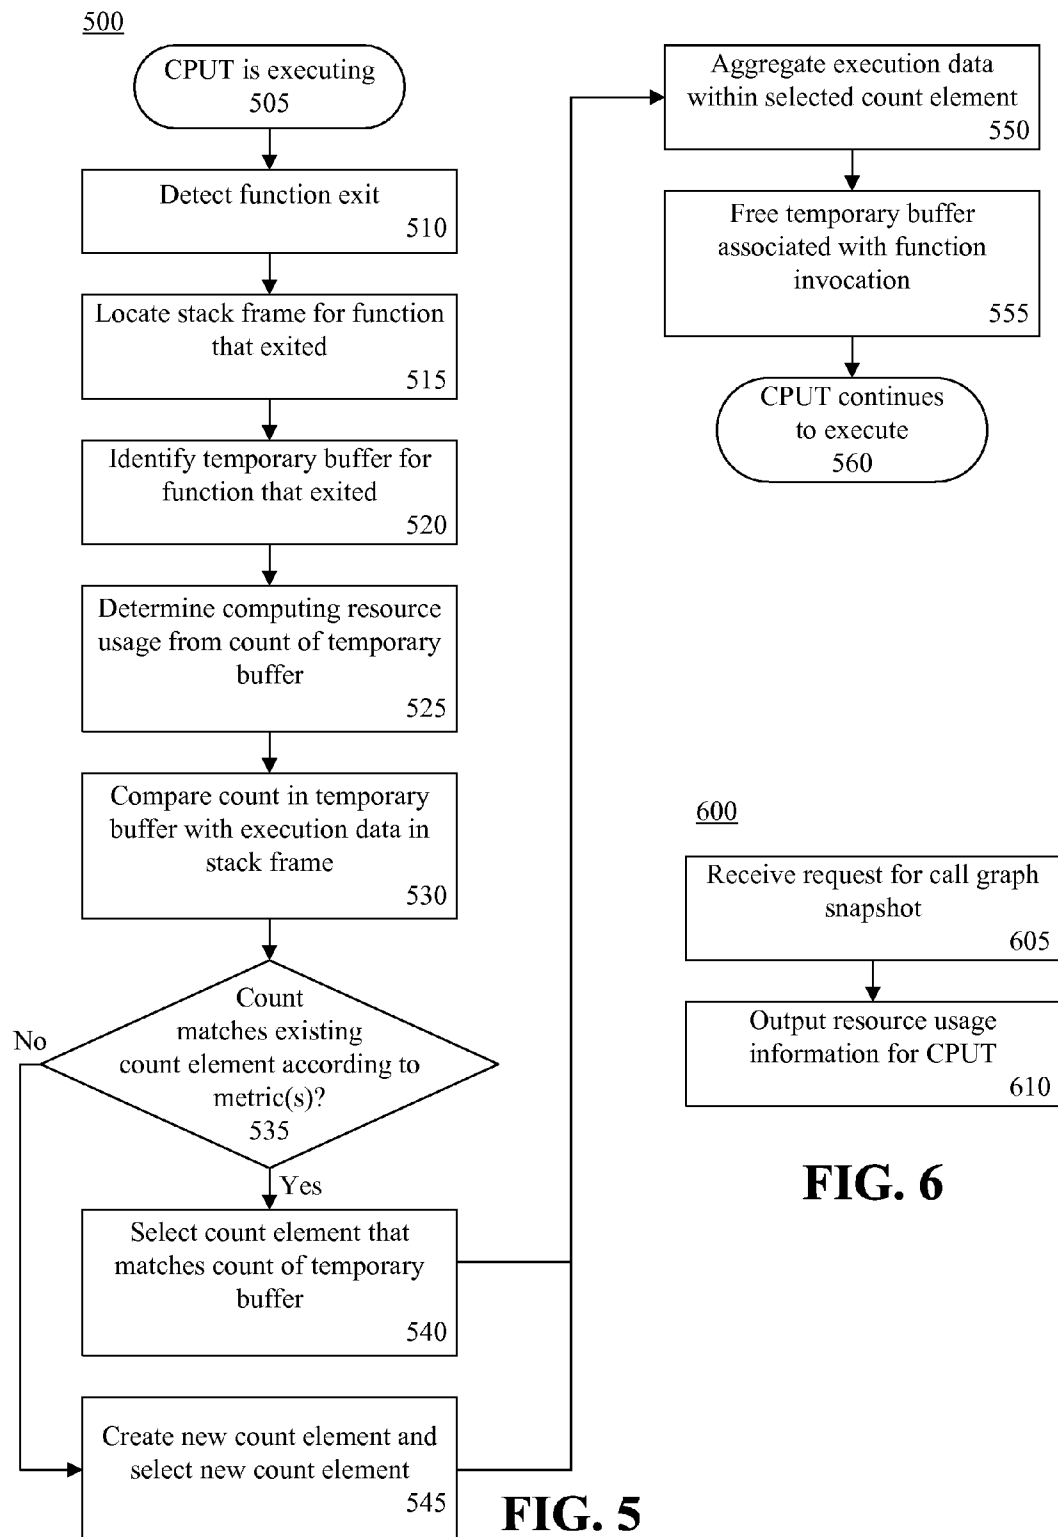 500
CPUT is executing
505
Detect function exit
510
Locate stack frame for function
that exited
515
Identify temporary buffer for
function that exited
520
Determine computing resource
usage from count of temporary
buffer
525
Compare count in temporary
buffer with execution data in
stack frame
530
Count
matches existing
count element according to
metric(s)?
535
No
Yes
Select count element that
matches count of temporary
buffer
540
Create new count element and
select new count element
545
FIG. 5
Aggregate execution data
within selected count element
550
Free temporary buffer
associated with function
invocation
555
CPUT continues
to execute
560
600
Receive request for call graph
snapshot
605
Output resource usage
information for CPUT
610
FIG. 6